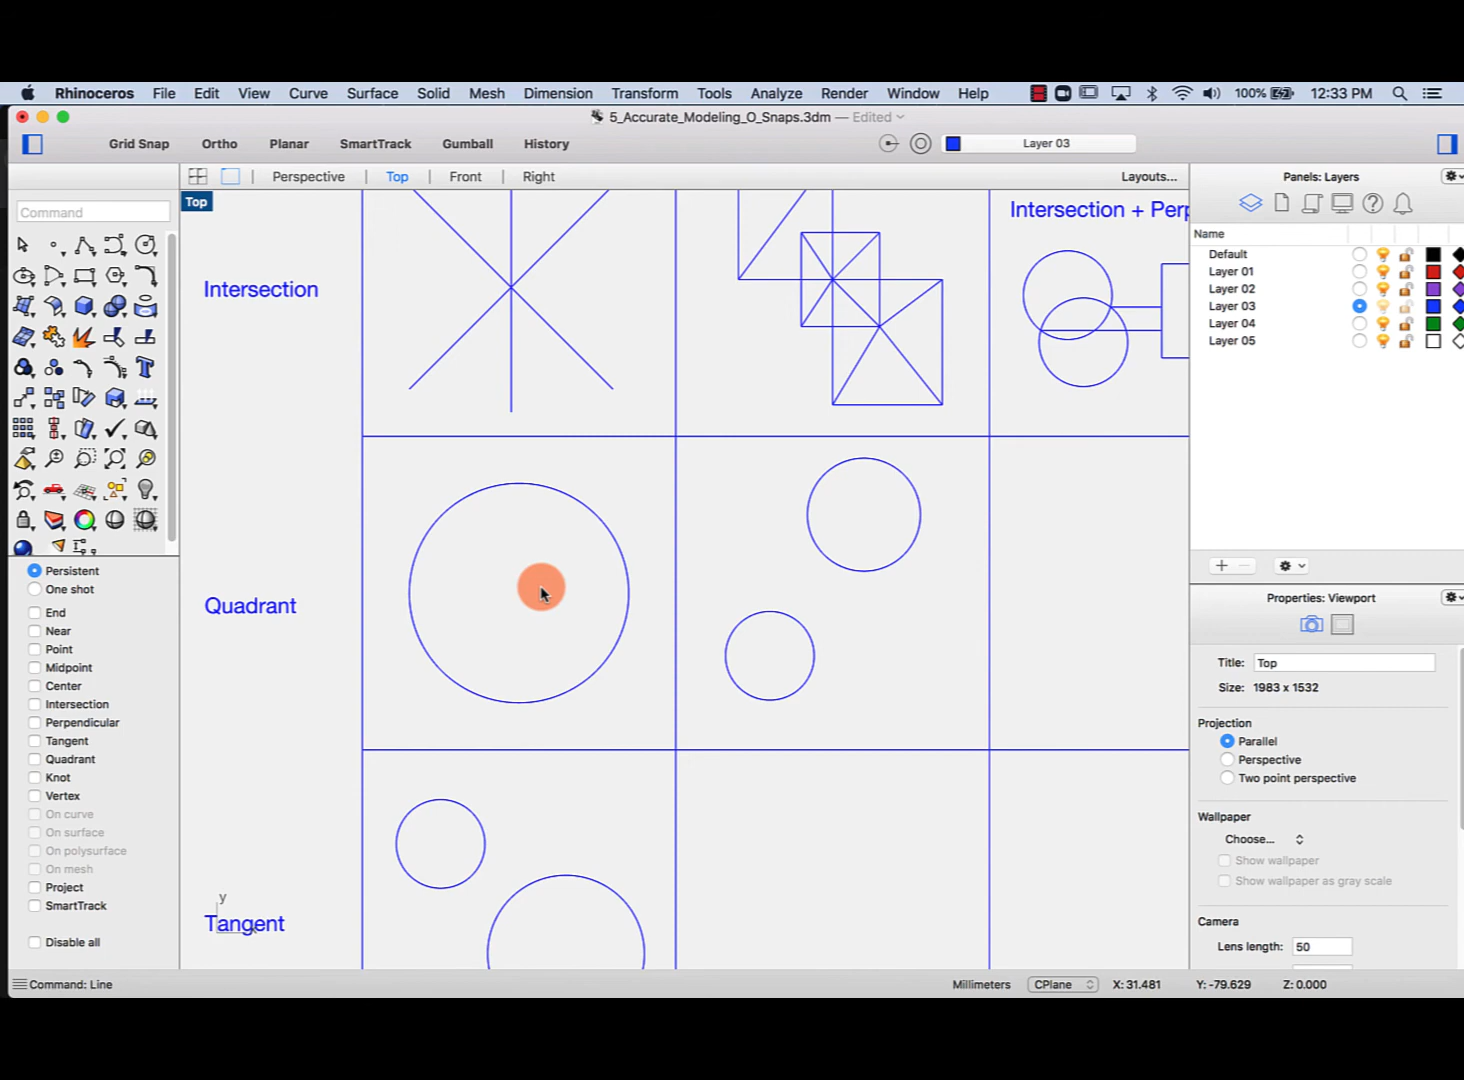 Rhinoceros File Edit View Curve Surface Solid Mesh Dimension Transform Tools Analyze Render Window Help 100% 12:33 PM
5_Accurate_Modeling_O_Snaps.3dm — Edited
Grid Snap Ortho Planar SmartTrack Gumball History Layer 03
Perspective Top Front Right Layouts...
Panels: Layers
Top
Command
Intersection + Perp
Name
Default
Layer 01
Layer 02
Layer 03
Layer 04
Layer 05
Intersection
Quadrant
Tangent
y
Persistent
One shot
End
Near
Point
Midpoint
Center
Intersection
Perpendicular
Tangent
Quadrant
Knot
Vertex
On curve
On surface
On polysurface
On mesh
Project
SmartTrack
Disable all
Properties: Viewport
Title: Top
Size: 1983 x 1532
Projection
Parallel
Perspective
Two point perspective
Wallpaper
Choose...
Show wallpaper
Show wallpaper as gray scale
Camera
Lens length: 50
Command: Line
Millimeters CPlane X: 31.481 Y: -79.629 Z: 0.000